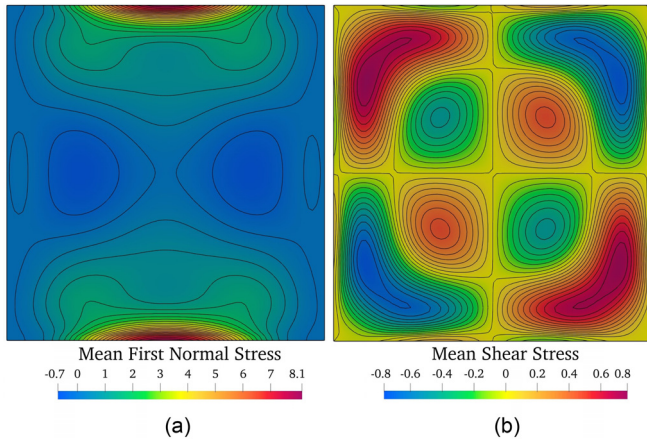 Mean First Normal Stress
-0.7 0 1 2 3 4 5 6 7 8.1
(a)
Mean Shear Stress
-0.8 -0.6 -0.4 -0.2 0 0.2 0.4 0.6 0.8
(b)